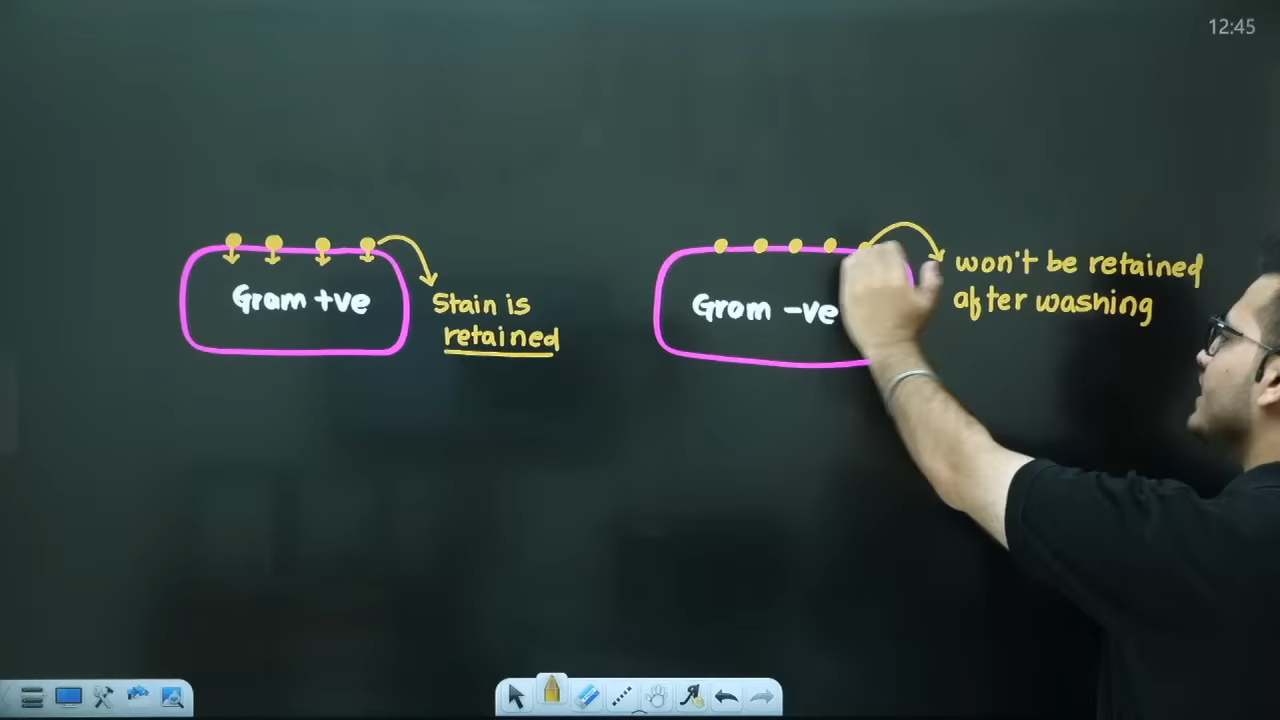 12:45
Gram +ve
Stain is
retained
Grom -ve
won't be retained
after washing